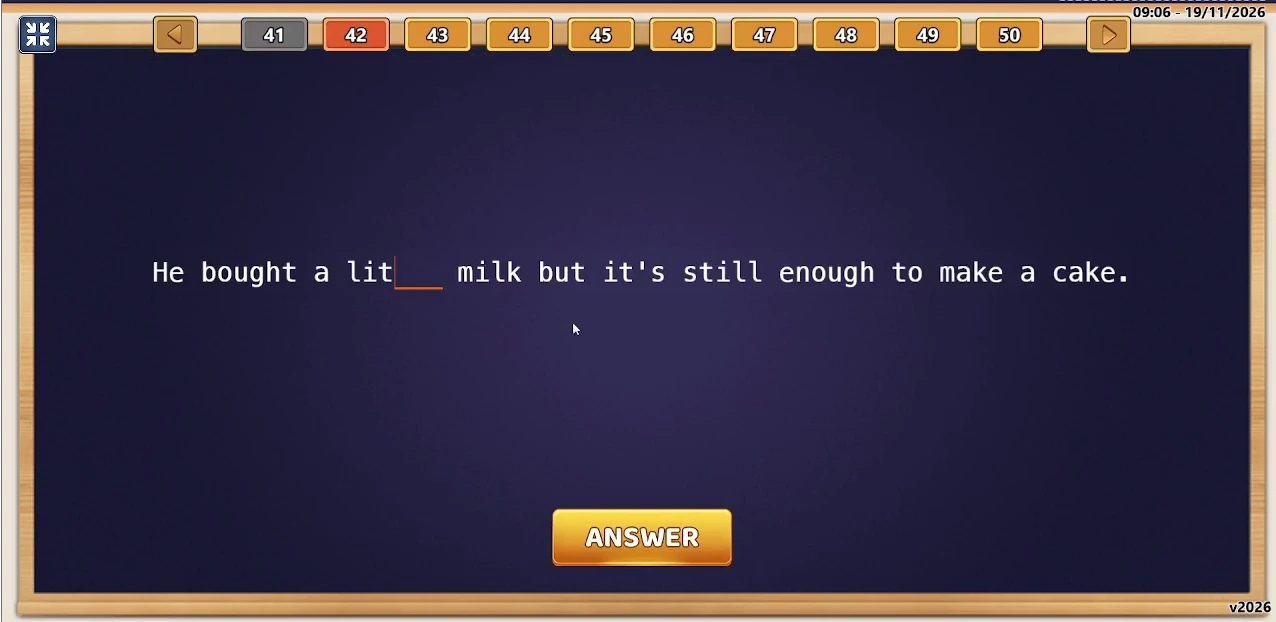 09:06 - 19/11/2026
41 42 43 44 45 46 47 48 49 50
He bought a lit___ milk but it's still enough to make a cake.
ANSWER
v2026